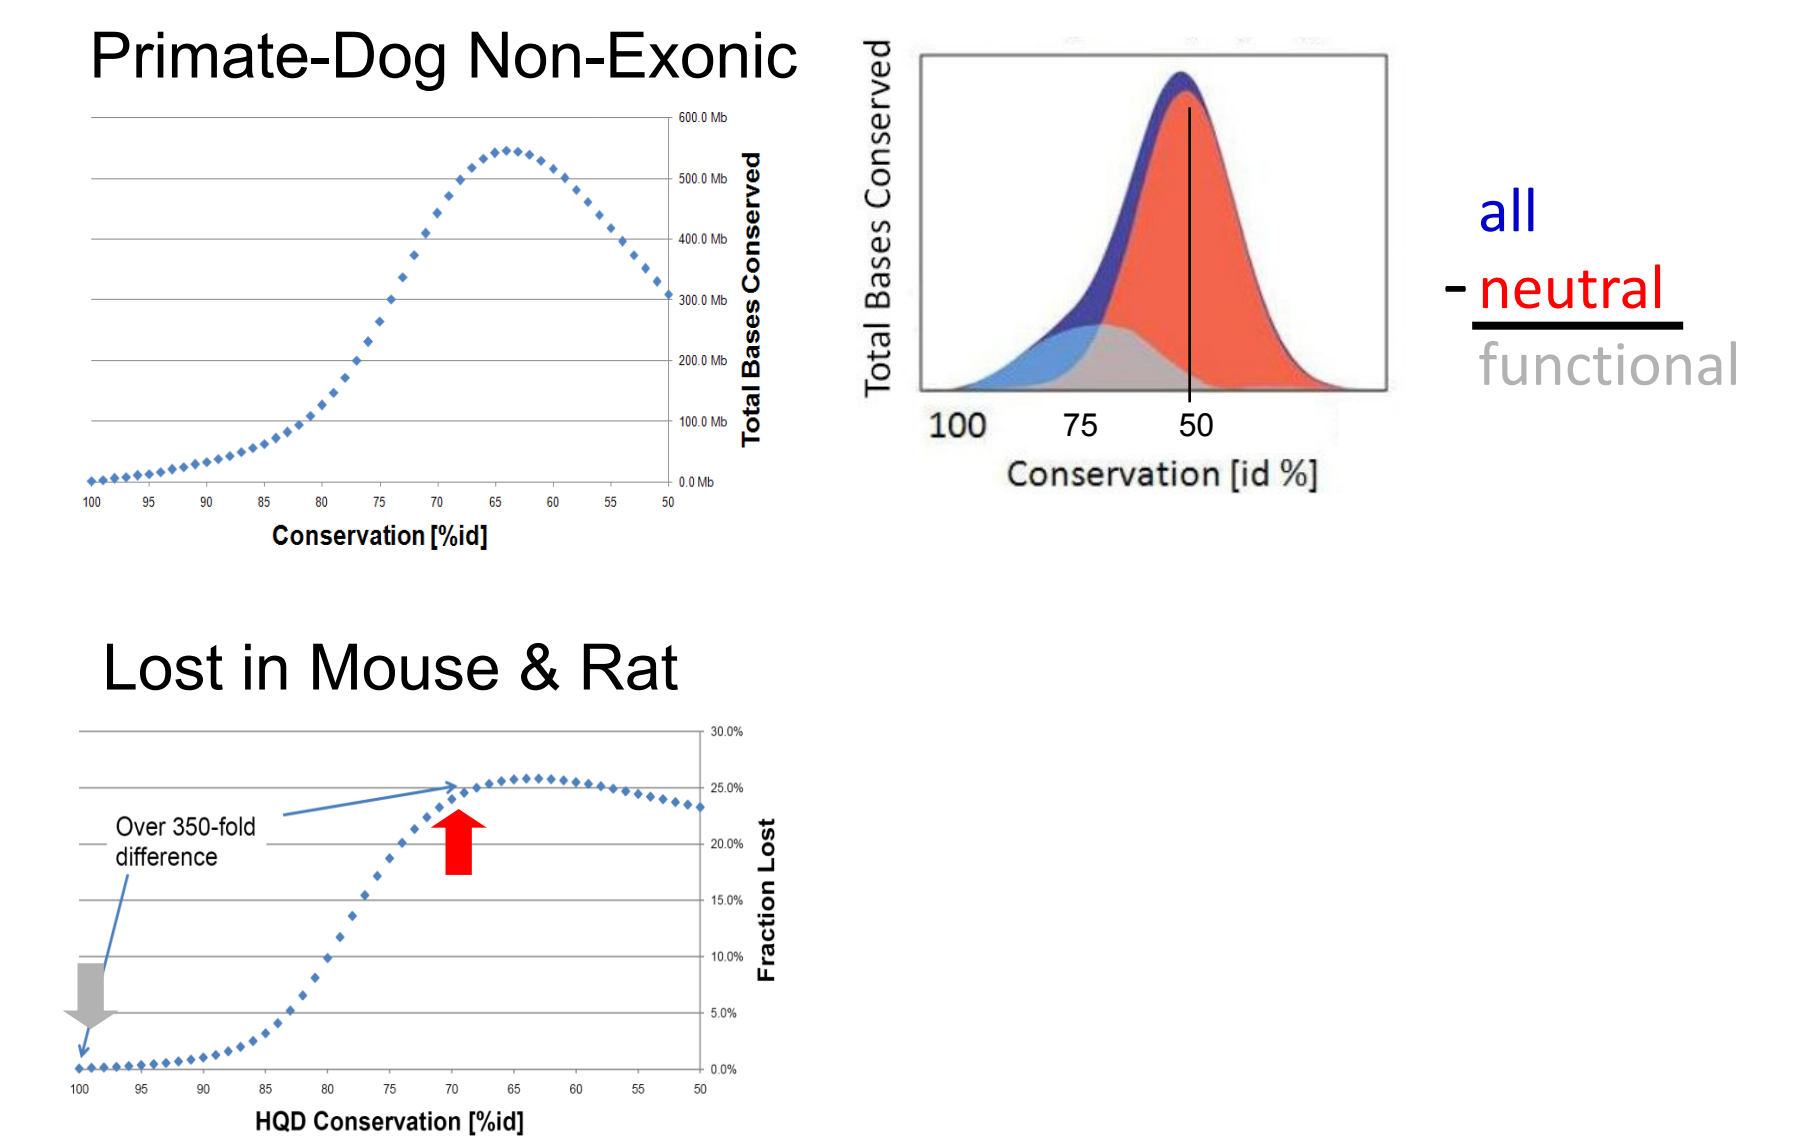 Primate-Dog Non-Exonic
600.0 Mb
500.0 Mb
400.0 Mb
300.0 Mb
200.0 Mb
100.0 Mb
0.0 Mb
Total Bases Conserved
100 95 90 85 80 75 70 65 60 55 50
Conservation [%id]
Total Bases Conserved
100 75 50
Conservation [id %]
all
- neutral
functional
Lost in Mouse & Rat
30.0%
25.0%
20.0%
15.0%
10.0%
5.0%
0.0%
Fraction Lost
Over 350-fold
difference
100 95 90 85 80 75 70 65 60 55 50
HQD Conservation [%id]